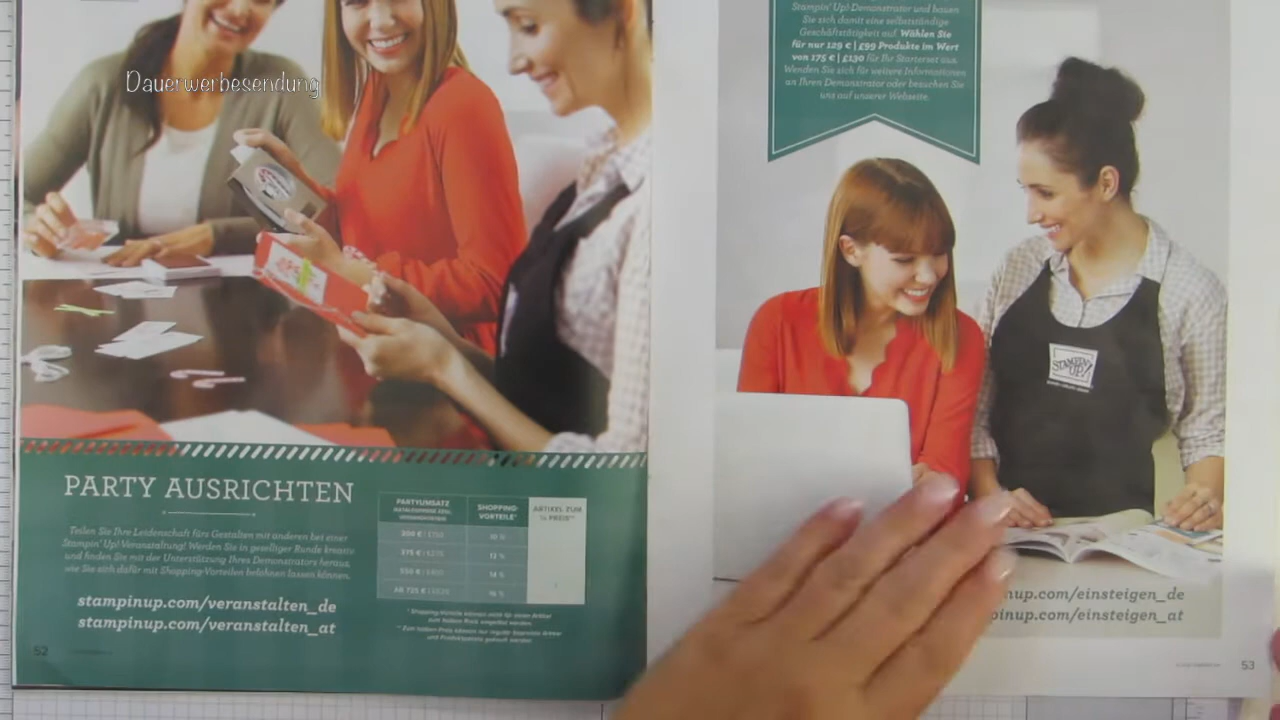 Dauerwerbesendung
Stampin' Up! Demonstrator und bauen
Sie sich damit eine selbstständige
Geschäftstätigkeit auf. Wählen Sie
für nur 129 € | £99 Produkte im Wert
von 175 € | £130 für Ihr Starterset aus.
Wenden Sie sich für weitere Informationen
an Ihren Demonstrator oder besuchen Sie
uns auf unserer Webseite.
STAMPIN' UP!
PARTY AUSRICHTEN
Teilen Sie Ihre Leidenschaft fürs Gestalten mit anderen bei einer
Stampin' Up! Veranstaltung! Werden Sie in geselliger Runde kreativ
und finden Sie mit der Unterstützung Ihres Demonstrators heraus,
wie Sie sich dafür mit Shopping-Vorteilen belohnen lassen können.
stampinup.com/veranstalten_de
stampinup.com/veranstalten_at
PARTYUMSATZ
SHOPPING-
VORTEILE*
ARTIKEL ZUM
½ PREIS**
10 %
12 %
14 %
16 %
52
nup.com/einsteigen_de
pinup.com/einsteigen_at
53